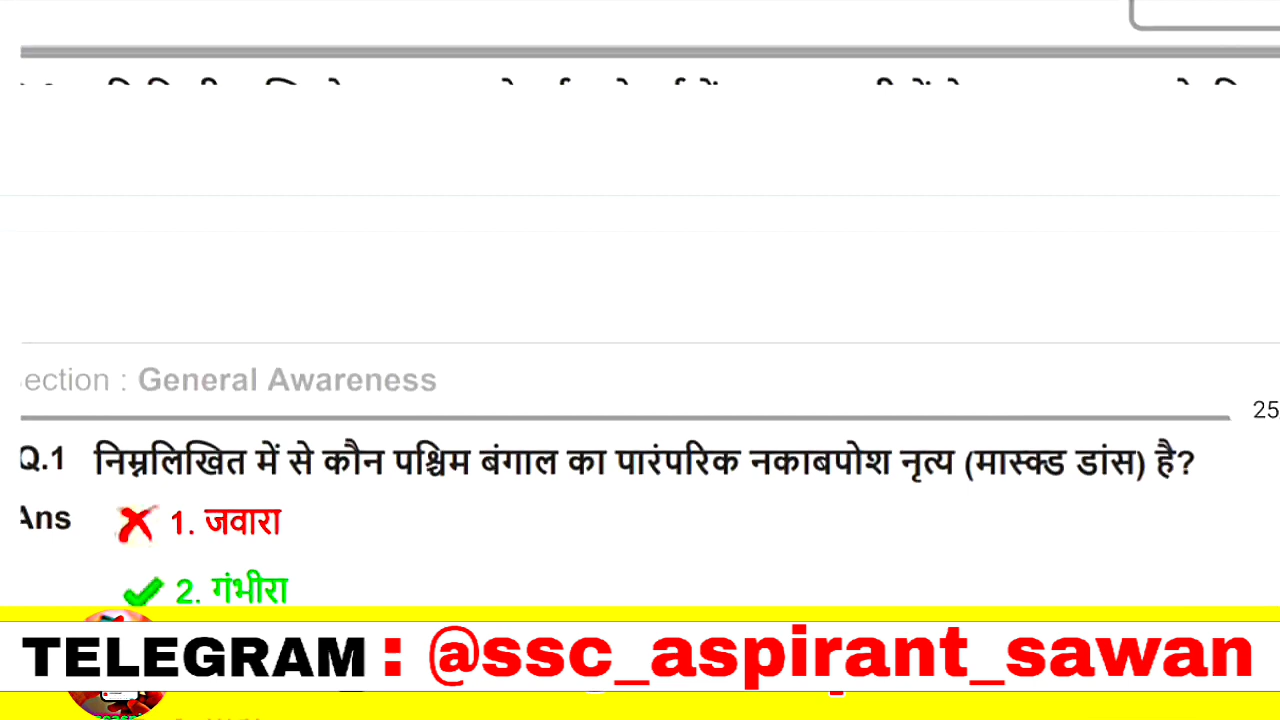 ection : General Awareness
25
Q.1 निम्नलिखित में से कौन पश्चिम बंगाल का पारंपरिक नकाबपोश नृत्य (मास्क्ड डांस) है?
Ans 1. जवारा
2. गंभीरा
TELEGRAM : @ssc_aspirant_sawan